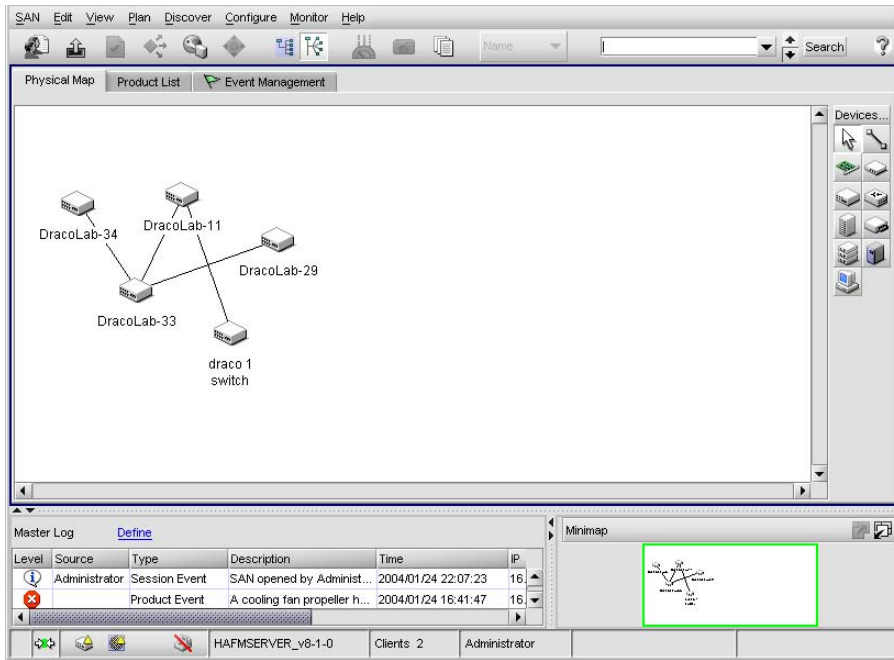 SAN Edit View Plan Discover Configure Monitor Help
Name
Search
?
Physical Map Product List Event Management
Devices...
DracoLab-34
DracoLab-11
DracoLab-29
DracoLab-33
draco 1
switch
Master Log Define
Minimap
Level Source Type Description Time IP
Administrator Session Event SAN opened by Administ... 2004/01/24 22:07:23 16.
Product Event A cooling fan propeller h... 2004/01/24 16:41:47 16.
HAFMSERVER_v8-1-0 Clients 2 Administrator